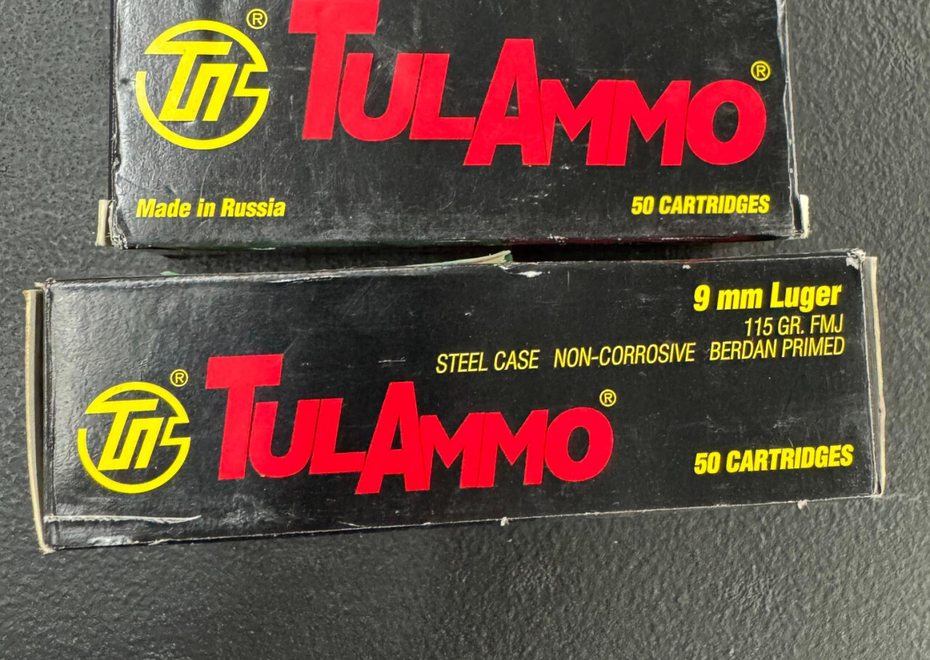 TPZ ®
TULAMMO ®
Made in Russia
50 CARTRIDGES
9 mm Luger
115 GR. FMJ
STEEL CASE NON-CORROSIVE BERDAN PRIMED
®
TULAMMO ®
50 CARTRIDGES